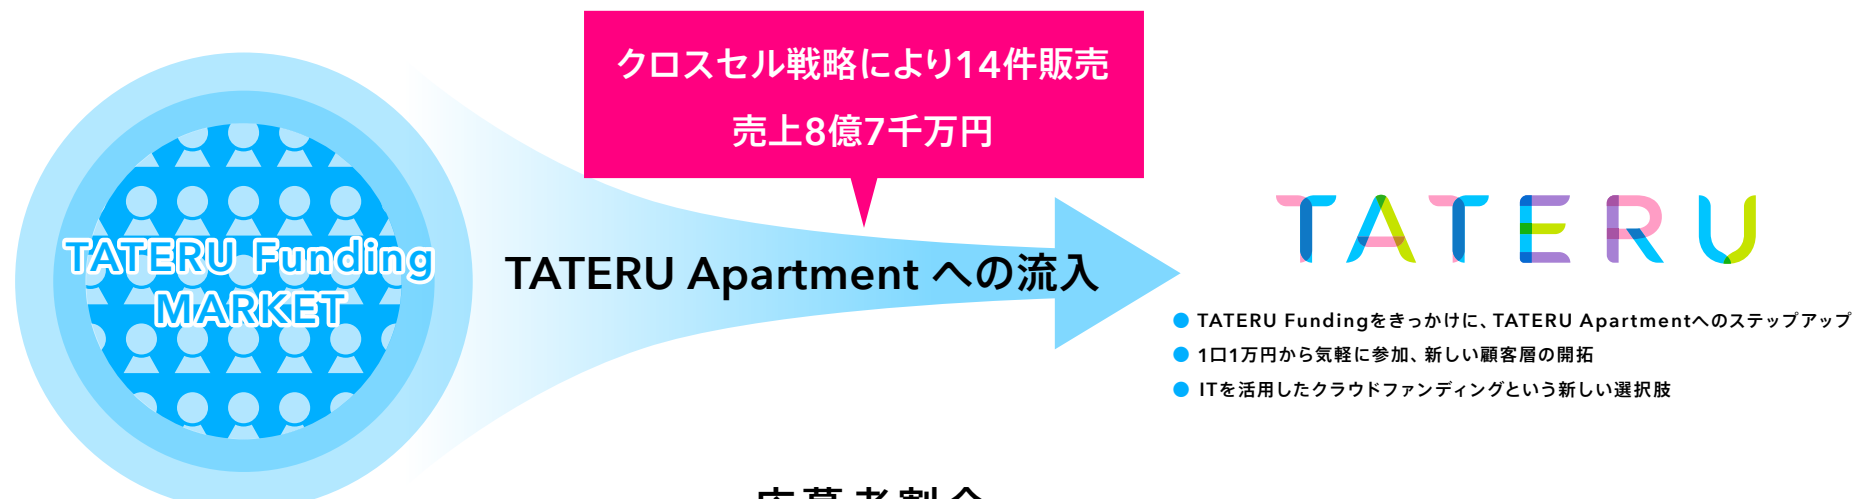 クロスセル戦略により14件販売
売上8億7千万円
TATERU Funding
MARKET
TATERU Apartment への流入
TATERU
● TATERU Fundingをきっかけに、TATERU Apartmentへのステップアップ
● 1口1万円から気軽に参加、新しい顧客層の開拓
● ITを活用したクラウドファンディングという新しい選択肢
応募者割合